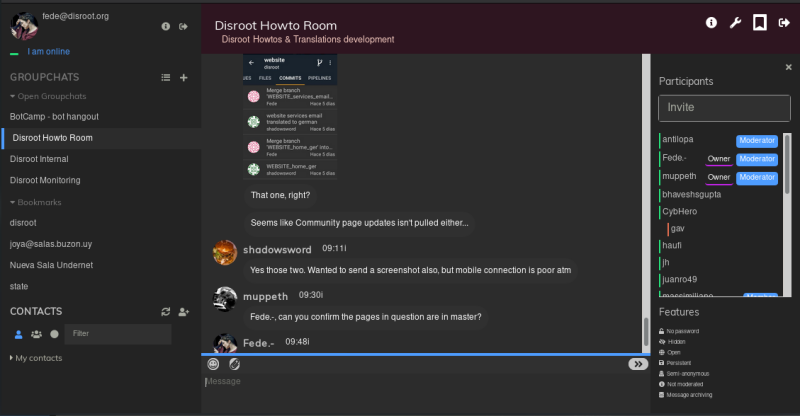 fede@disroot.org
I am online
GROUPCHATS
Open Groupchats
BotCamp - bot hangout
Disroot Howto Room
Disroot Internal
Disroot Monitoring
Bookmarks
disroot
joya@salas.buzon.uy
Nueva Sala Undernet
state
CONTACTS
Filter
My contacts
Disroot Howto Room
Disroot Howtos & Translations development
website
disroot
UES FILES COMMITS PIPELINES
Merge branch
'WEBSITE_services_email...
Fede Hace 5 días
website services email
translated to german
shadowsword Hace 5 días
Merge branch
'WEBSITE_home_ger' into...
Fede Hace 5 días
WEBSITE_home_ger
shadowsword Hace 5 días
That one, right?
Seems like Community page updates isn't pulled either...
shadowsword 09:11i
Yes those two. Wanted to send a screenshot also, but mobile connection is poor atm
muppeth 09:30i
Fede.-, can you confirm the pages in question are in master?
Fede.- 09:48i
Message
Participants
Invite
antilopa Moderator
Fede.- Owner Moderator
muppeth Owner Moderator
bhaveshsgupta
CybHero
gav
haufi
jh
juanro49
massimiliano Moderator
Features
No password
Hidden
Open
Persistent
Semi-anonymous
Not moderated
Message archiving